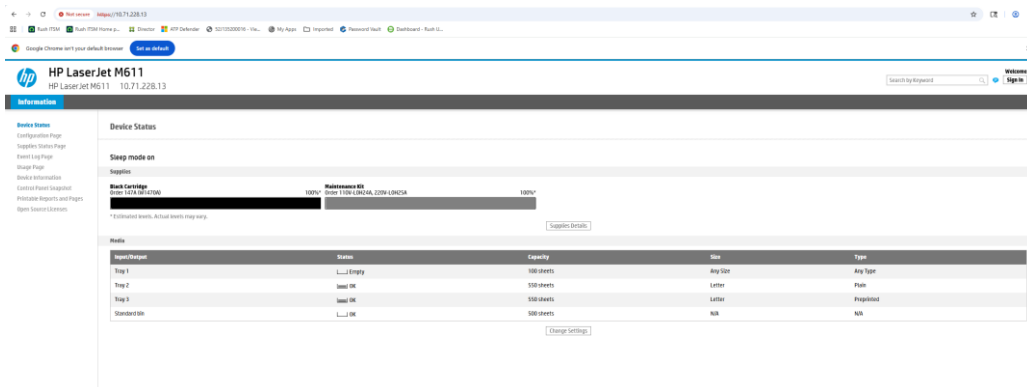 Not secure https://10.71.228.13
Rush ITSM Rush ITSM Home p... Director ATP Defender My Apps Imported Password Vault Dashboard - Rush U...
Google Chrome isn't your default browser Set as default
hp HP LaserJet M611
HP LaserJet M611 10.71.228.13
Search by Keyword
Welcome
Sign In
Information
Device Status
Configuration Page
Supplies Status Page
Event Log Page
Usage Page
Device Information
Control Panel Snapshot
Printable Reports and Pages
Open Source Licenses
Device Status
Sleep mode on
Supplies
Black Cartridge Maintenance Kit
Order 147A (W1470A) 100%* Order 110V-L0H24A, 220V-L0H25A 100%*
* Estimated levels. Actual levels may vary.
Supplies Details
Media
Input/Output Status Capacity Size Type
Tray 1 Empty 100 sheets Any Size Any Type
Tray 2 OK 550 sheets Letter Plain
Tray 3 OK 550 sheets Letter Preprinted
Standard bin OK 500 sheets N/A N/A
Change Settings